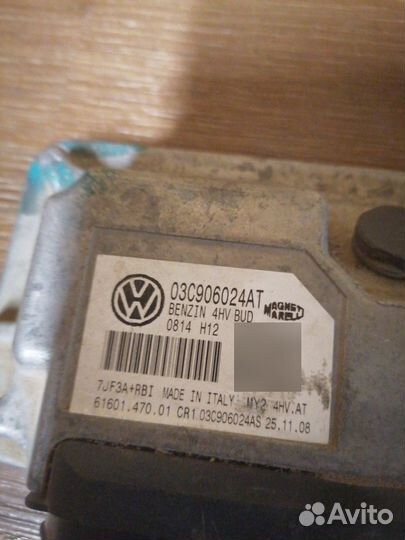 03C906024AT
BENZIN 4HV BUD
0814 H12
MAGNETI
MARELLI
7JF3A+RBI MADE IN ITALY MY2 4HV.AT
61601.470.01 CR1.03C906024AS 25.11.08
Avito